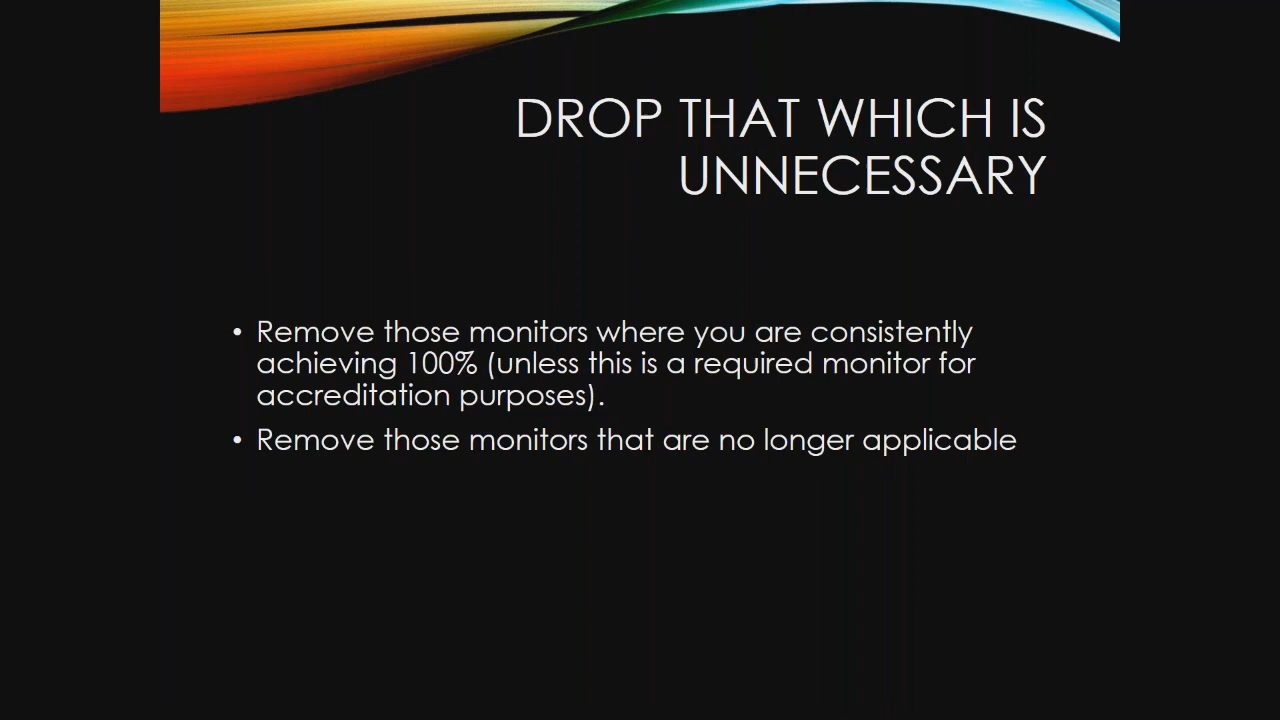 DROP THAT WHICH IS
UNNECESSARY
• Remove those monitors where you are consistently
achieving 100% (unless this is a required monitor for
accreditation purposes).
• Remove those monitors that are no longer applicable